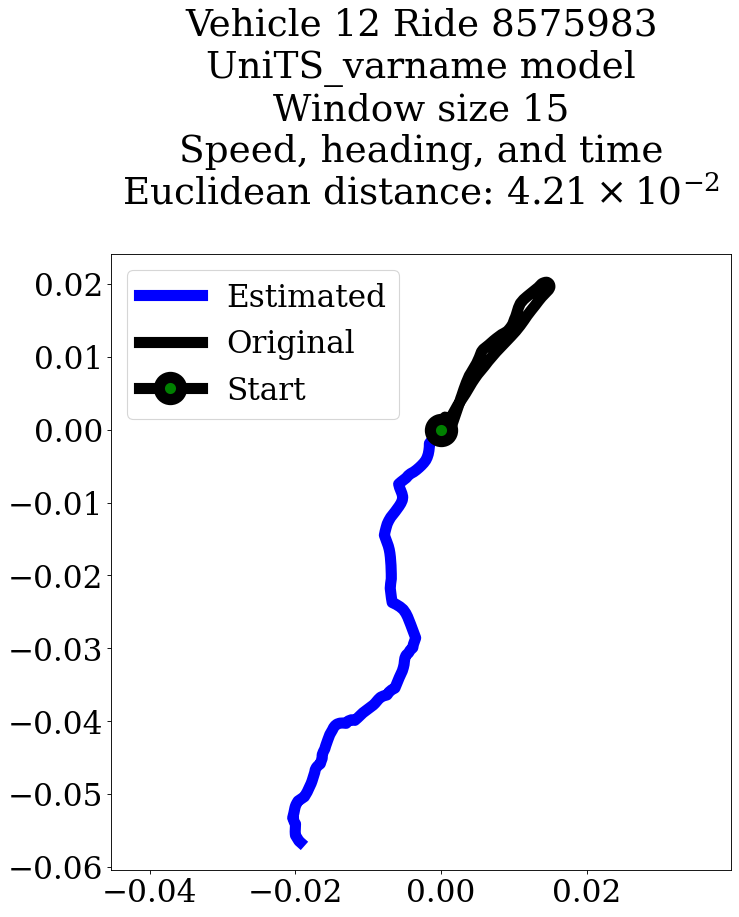 Vehicle 12 Ride 8575983
UniTS_varname model
Window size 15
Speed, heading, and time
Euclidean distance: 4.21 × 10⁻²
Estimated
Original
Start
0.02
0.01
0.00
−0.01
−0.02
−0.03
−0.04
−0.05
−0.06
−0.04 −0.02 0.00 0.02